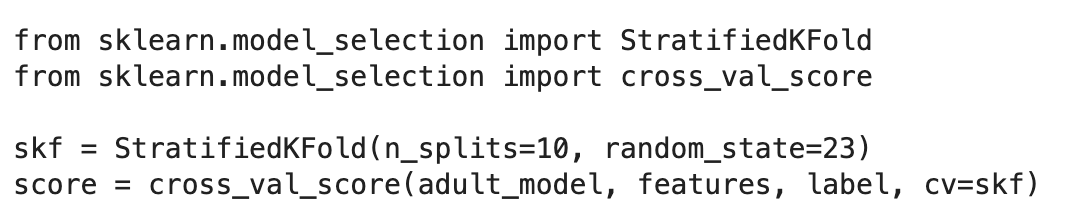 from sklearn.model_selection import StratifiedKFold
from sklearn.model_selection import cross_val_score
skf = StratifiedKFold(n_splits=10, random_state=23)
score = cross_val_score(adult_model, features, label, cv=skf)